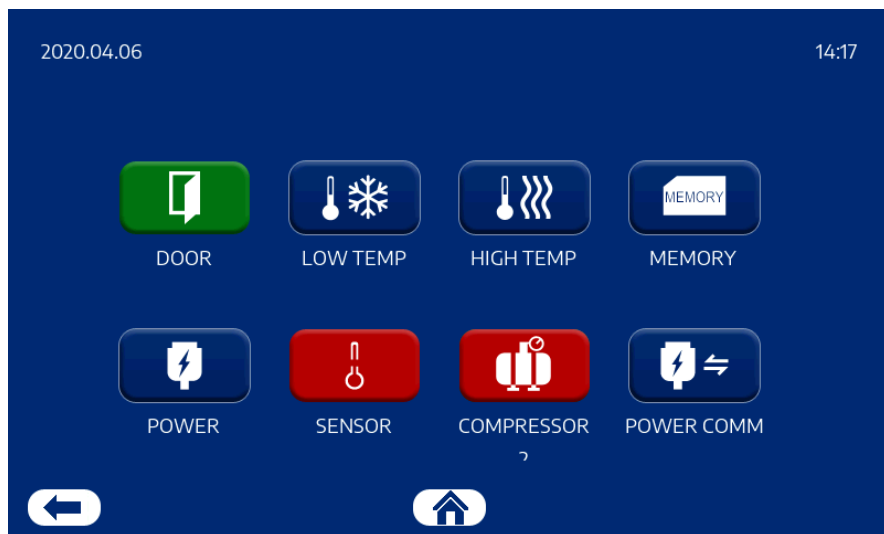 2020.04.06 14:17
MEMORY
DOOR LOW TEMP HIGH TEMP MEMORY
POWER SENSOR COMPRESSOR POWER COMM